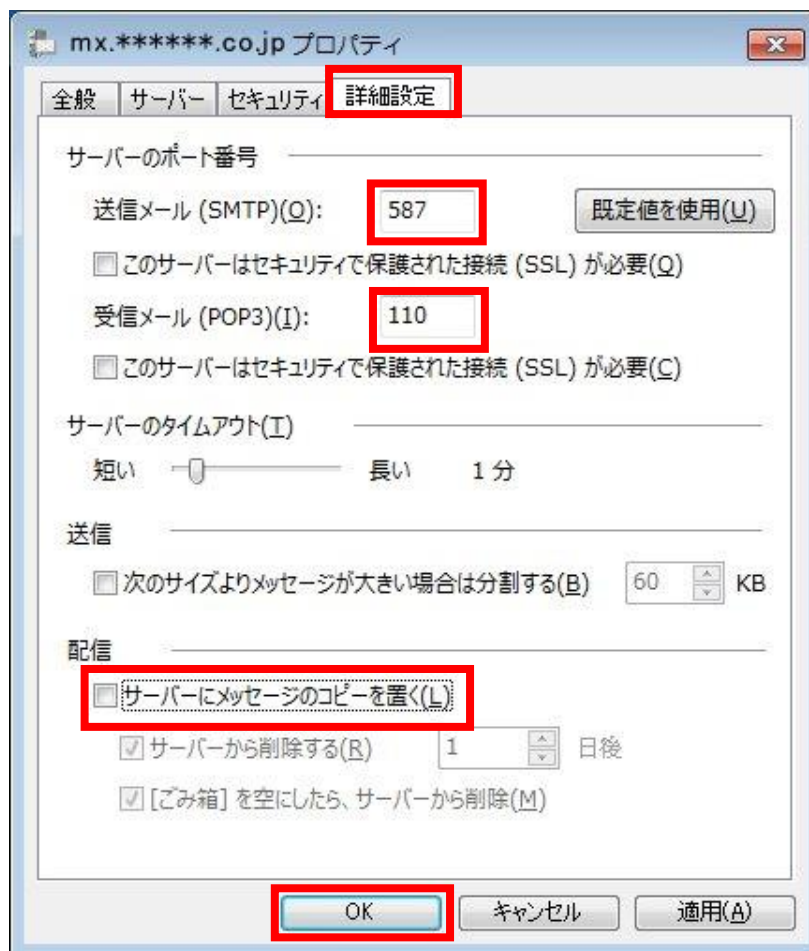 mx.******.co.jp プロパティ
全般 サーバー セキュリティ 詳細設定
サーバーのポート番号
送信メール (SMTP)(O): 587 既定値を使用(U)
このサーバーはセキュリティで保護された接続 (SSL) が必要(Q)
受信メール (POP3)(I): 110
このサーバーはセキュリティで保護された接続 (SSL) が必要(C)
サーバーのタイムアウト(T)
短い 長い 1 分
送信
次のサイズよりメッセージが大きい場合は分割する(B) 60 KB
配信
サーバーにメッセージのコピーを置く(L)
サーバーから削除する(R) 1 日後
[ごみ箱] を空にしたら、サーバーから削除(M)
OK キャンセル 適用(A)